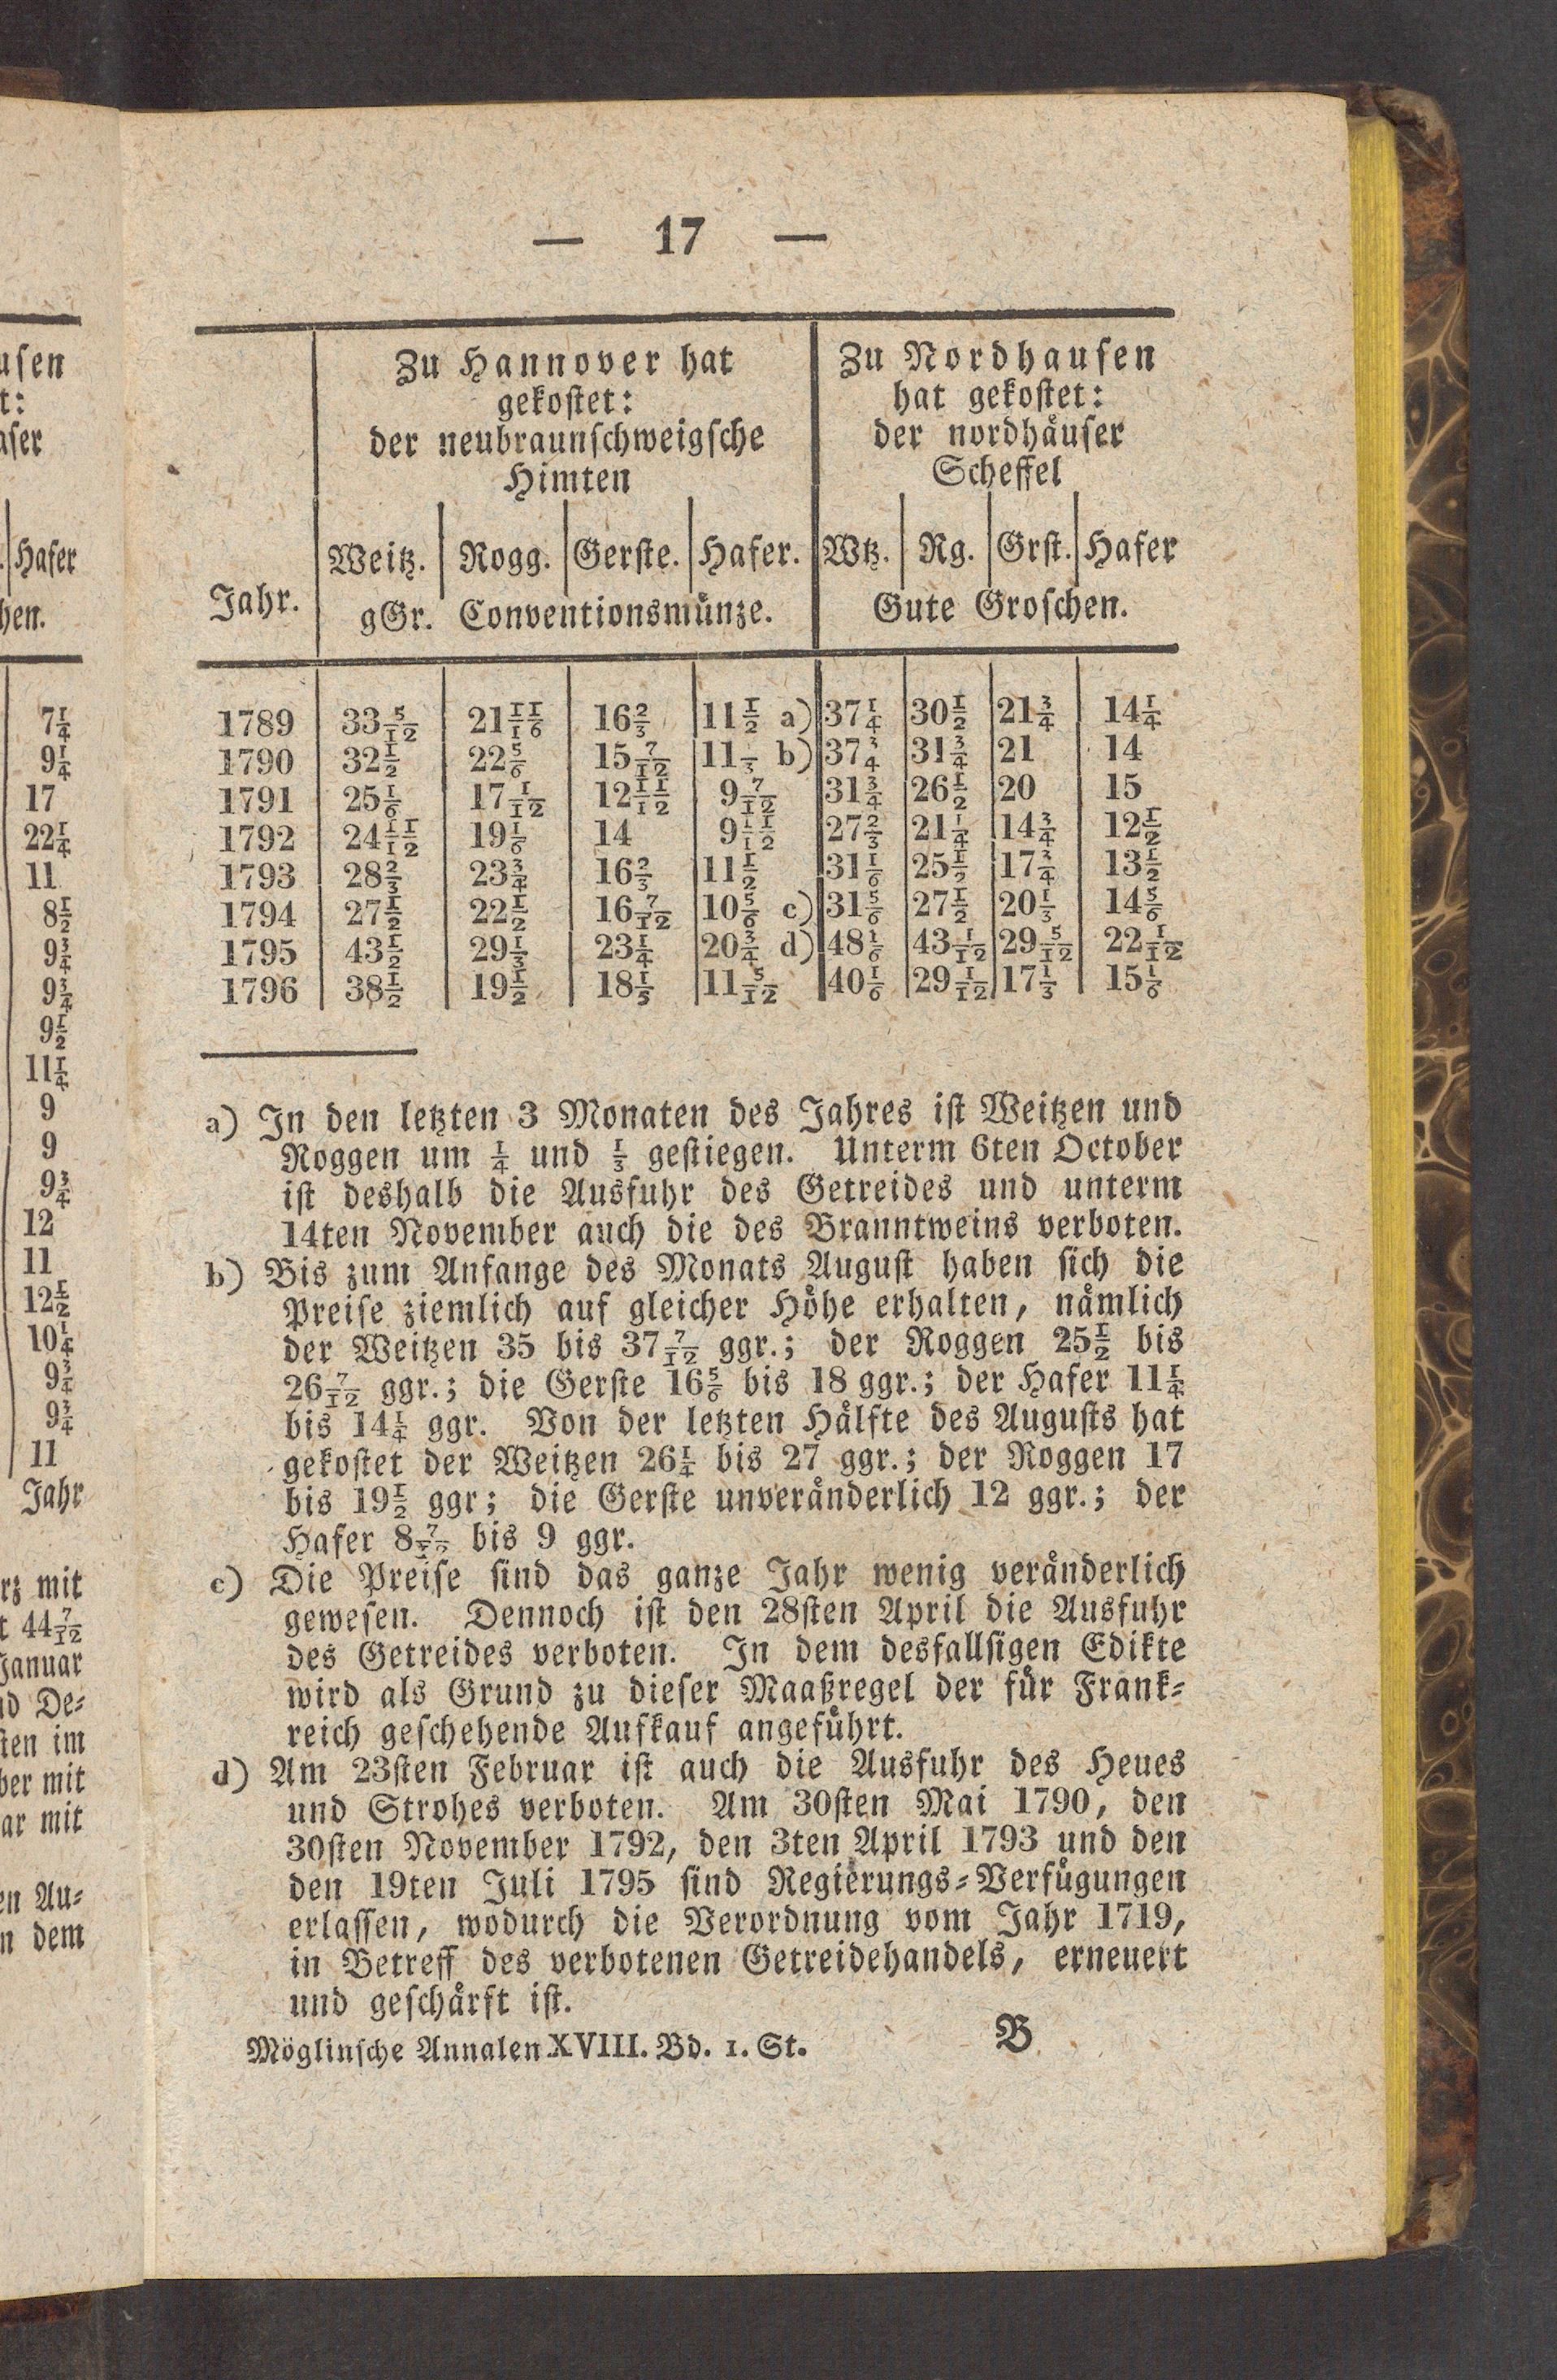 — 17 —
Zu Hannover hat
gekostet:
der neubraunschweigsche
Himten
Zu Nordhausen
hat gekostet:
der nordhäuser
Scheffel
Jahr. Weitz. Rogg. Gerste. Hafer. Wtz. Rg. Grst. Hafer
gGr. Conventionsmünze. Gute Groschen.
1789 33 5/12 21 11/16 16 2/3 11 1/2 a) 37 1/4 30 1/2 21 3/4 14 1/4
1790 32 1/2 22 5/6 15 7/12 11 /3 b) 37 3/4 31 3/4 21 14
1791 25 1/6 17 1/12 12 11/12 9 7/12 31 3/4 26 1/2 20 15
1792 24 11/12 19 1/6 14 9 11/12 27 2/3 21 1/4 14 3/4 12 1/2
1793 28 2/3 23 3/4 16 2/3 11 1/2 31 1/6 25 1/2 17 3/4 13 1/2
1794 27 1/2 22 1/2 16 7/12 10 5/6 c) 31 5/6 27 1/2 20 1/3 14 5/6
1795 43 1/2 29 1/3 23 1/4 20 3/4 d) 48 1/6 43 1/12 29 5/12 22 1/12
1796 38 1/2 19 1/2 18 1/5 11 5/12 40 1/6 29 1/12 17 1/3 15 1/6
a) In den letzten 3 Monaten des Jahres ist Weitzen und
Roggen um 1/4 und 1/3 gestiegen. Unterm 6ten October
ist deshalb die Ausfuhr des Getreides und unterm
14ten November auch die des Branntweins verboten.
b) Bis zum Anfange des Monats August haben sich die
Preise ziemlich auf gleicher Höhe erhalten, nämlich
der Weitzen 35 bis 37 7/12 ggr.; der Roggen 25 1/2 bis
26 7/12 ggr.; die Gerste 16 5/6 bis 18 ggr.; der Hafer 11 1/4
bis 14 1/4 ggr. Von der letzten Hälfte des Augusts hat
gekostet der Weitzen 26 1/4 bis 27 ggr.; der Roggen 17
bis 19 1/2 ggr; die Gerste unveränderlich 12 ggr.; der
Hafer 8 7/12 bis 9 ggr.
c) Die Preise sind das ganze Jahr wenig veränderlich
gewesen. Dennoch ist den 28sten April die Ausfuhr
des Getreides verboten. In dem desfallsigen Edikte
wird als Grund zu dieser Maaßregel der für Frank-
reich geschehende Aufkauf angeführt.
d) Am 23sten Februar ist auch die Ausfuhr des Heues
und Strohes verboten. Am 30sten Mai 1790, den
30sten November 1792, den 3ten April 1793 und den
den 19ten Juli 1795 sind Regierungs-Verfügungen
erlassen, wodurch die Verordnung vom Jahr 1719,
in Betreff des verbotenen Getreidehandels, erneuert
und geschärft ist.
Möglinsche Annalen XVIII. Bd. 1. St. B